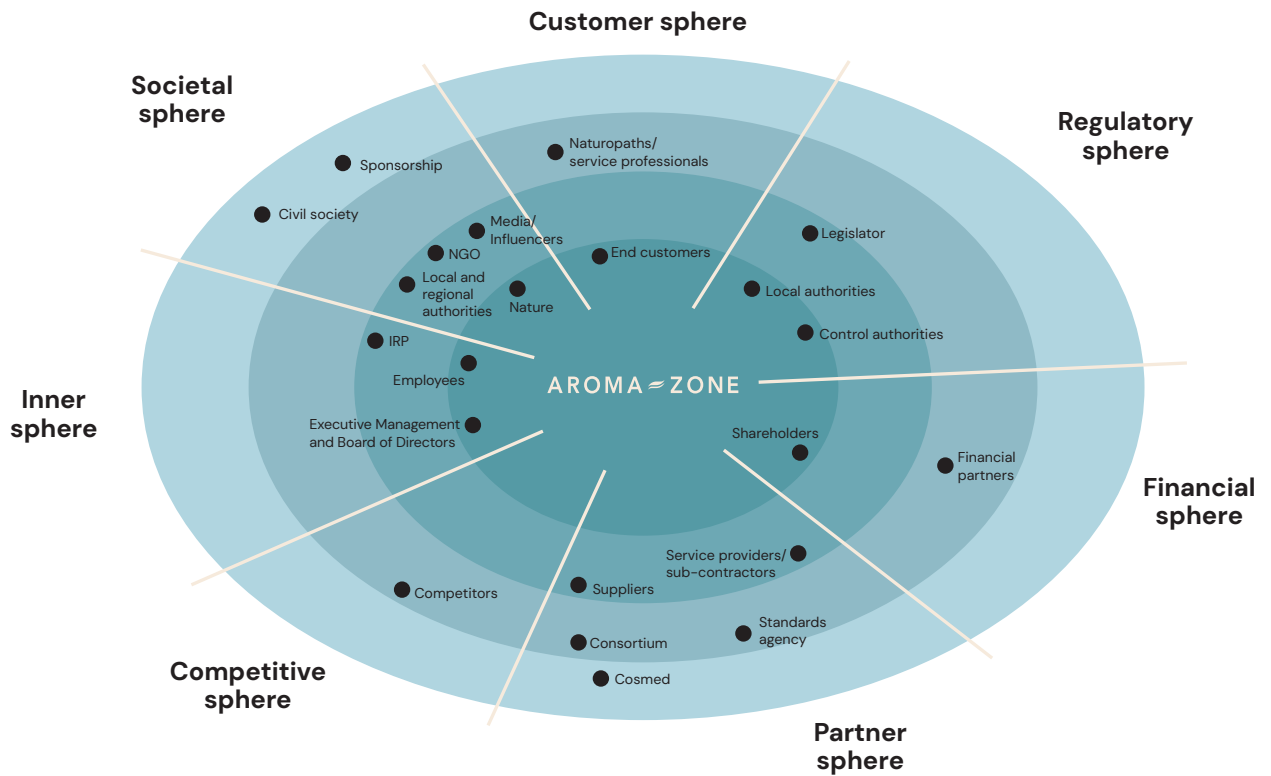 Customer sphere
Societal
sphere
Regulatory
sphere
Naturopaths/
service professionals
Sponsorship
Civil society
Media/
Influencers
Legislator
NGO
End customers
Local and
regional
authorities
Nature
Local authorities
Control authorities
IRP
Employees
AROMA ZONE
Inner
sphere
Executive Management
and Board of Directors
Shareholders
Financial
partners
Financial
sphere
Service providers/
sub-contractors
Suppliers
Competitors
Standards
agency
Consortium
Cosmed
Competitive
sphere
Partner
sphere